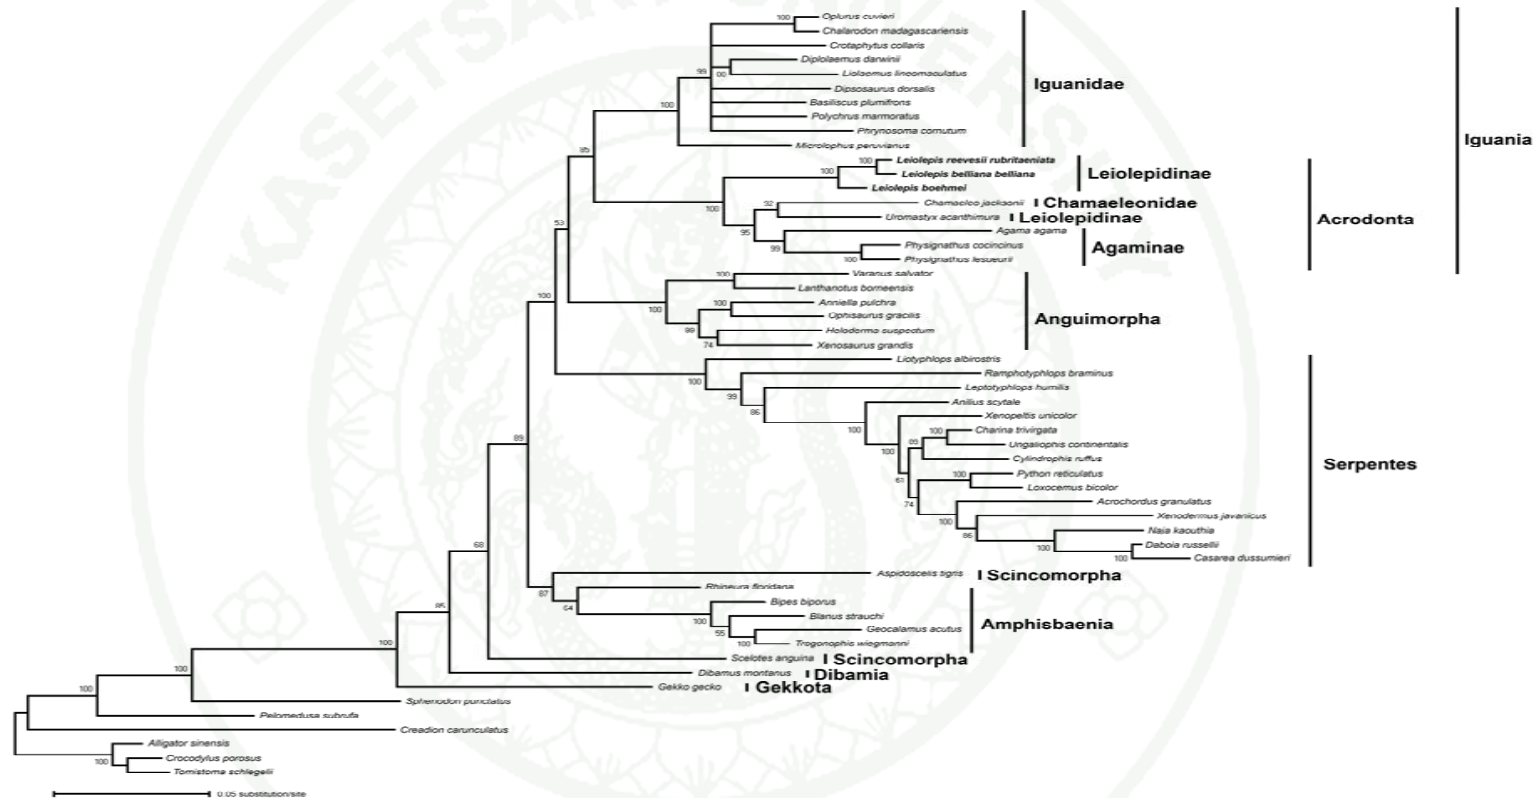 KASETSART UNIVERSITY
100 Oplurus cuvieri
Chalarodon madagascariensis
Crotaphytus collaris
Diplolaemus darwinii
99 Liolaemus lineomaculatus
Dipsosaurus dorsalis
Iguanidae
Basiliscus plumifrons
100
Polychrus marmoratus
Phrynosoma cornutum
Iguania
Microlophus peruvianus
100 Leiolepis reevesii rubritaeniata
100 Leiolepis belliana belliana
Leiolepidinae
Leiolepis boehmei
32 Chamaeleo jacksonii Chamaeleonidae
100
Uromastyx acanthimura Leiolepidinae
Acrodonta
53
95 Agama agama
99 Physignathus cocincinus
Agaminae
100 Physignathus lesueurii
100 Varanus salvator
Lanthanotus borneensis
100 100 Anniella pulchra
100 Ophisaurus gracilis
Anguimorpha
Heloderma suspectum
74 Xenosaurus grandis
Liotyphlops albirostris
100 Ramphotyphlops braminus
99 Leptotyphlops humilis
86 Anilius scytale
Xenopeltis unicolor
100 100 Charina trivirgata
89 Ungaliophis continentalis
100
Cylindrophis ruffus
Serpentes
100 Python reticulatus
61
Loxocemus bicolor
74 Acrochordus granulatus
100 Xenodermus javanicus
86 Naja kaouthia
68 100 Daboia russellii
100 Casarea dussumieri
Aspidoscelis tigris Scincomorpha
87 Rhineura floridana
64 Bipes biporus
100 Blanus strauchi
Amphisbaenia
55 Geocalamus acutus
100 100 Trogonophis wiegmanni
Scelotes anguina Scincomorpha
100 Dibamus montanus Dibamia
100 Gekko gecko Gekkota
Sphenodon punctatus
Pelomedusa subrufa
Creadion carunculatus
Alligator sinensis
100 Crocodylus porosus
Tomistoma schlegelii
0.05 substitution/site